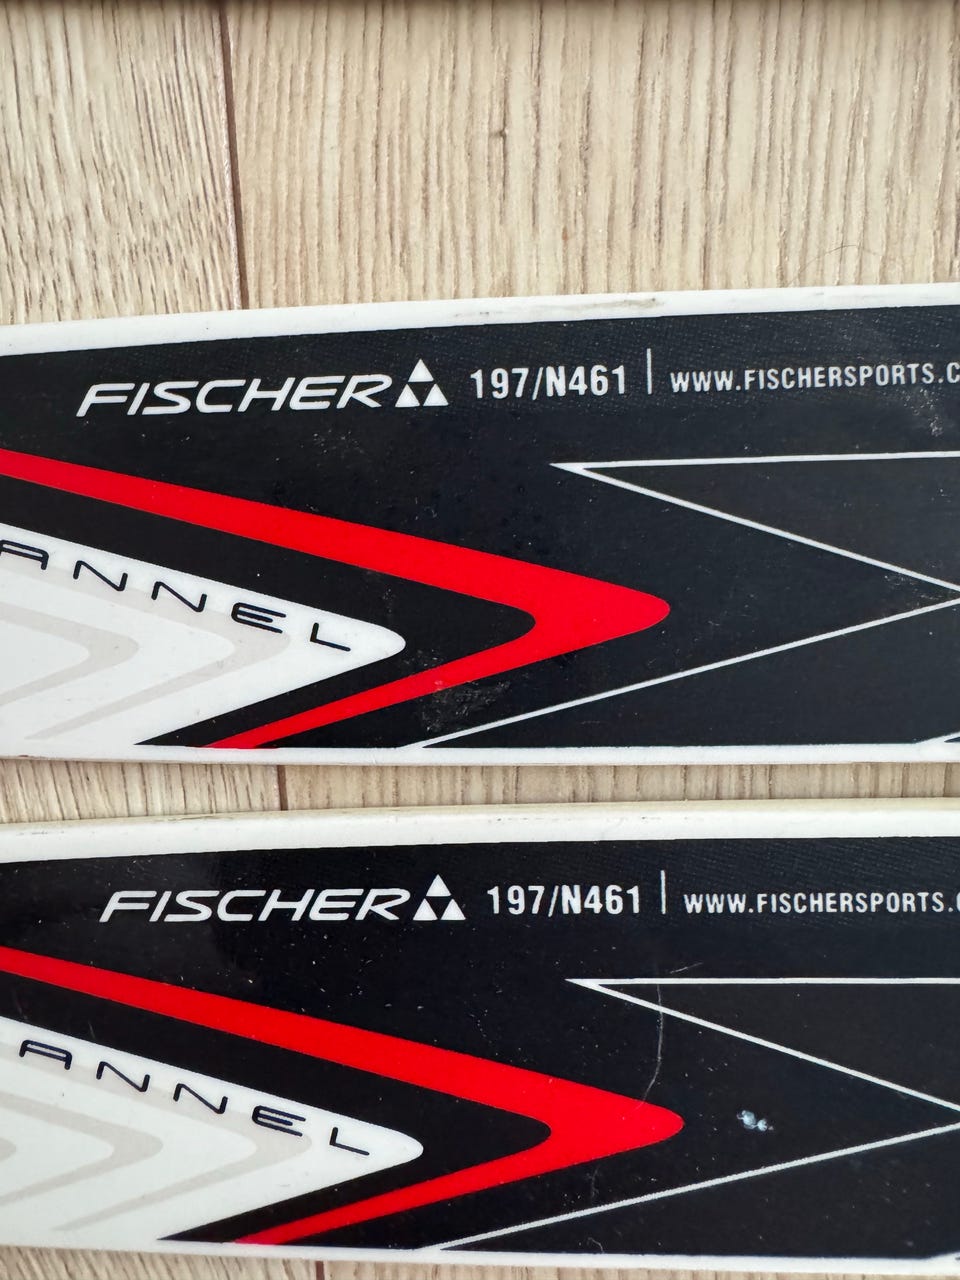 FISCHER 197/N461 | WWW.FISCHERSPORTS.C
ANNEL
FISCHER 197/N461 | WWW.FISCHERSPORTS.
ANNEL